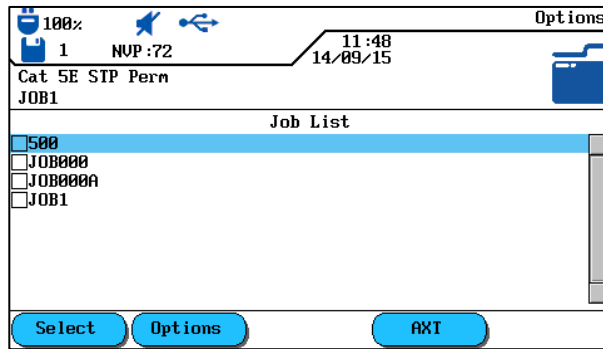 100%
Options
1 NVP:72
11:48
14/09/15
Cat 5E STP Perm
JOB1
Job List
500
JOB000
JOB000A
JOB1
Select Options AXT